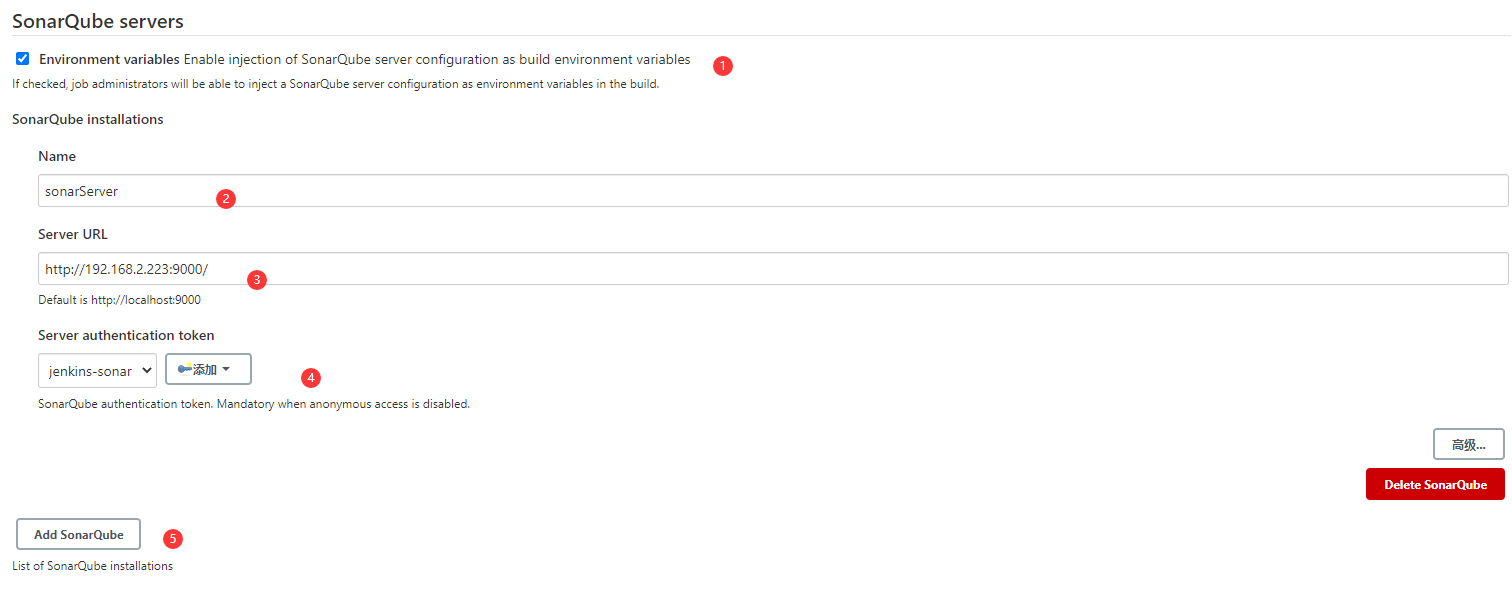 SonarQube servers
Environment variables Enable injection of SonarQube server configuration as build environment variables 1
If checked, job administrators will be able to inject a SonarQube server configuration as environment variables in the build.
SonarQube installations
Name
sonarServer 2
Server URL
http://192.168.2.223:9000/ 3
Default is http://localhost:9000
Server authentication token
jenkins-sonar 添加 4
SonarQube authentication token. Mandatory when anonymous access is disabled.
高级...
Delete SonarQube
Add SonarQube 5
List of SonarQube installations